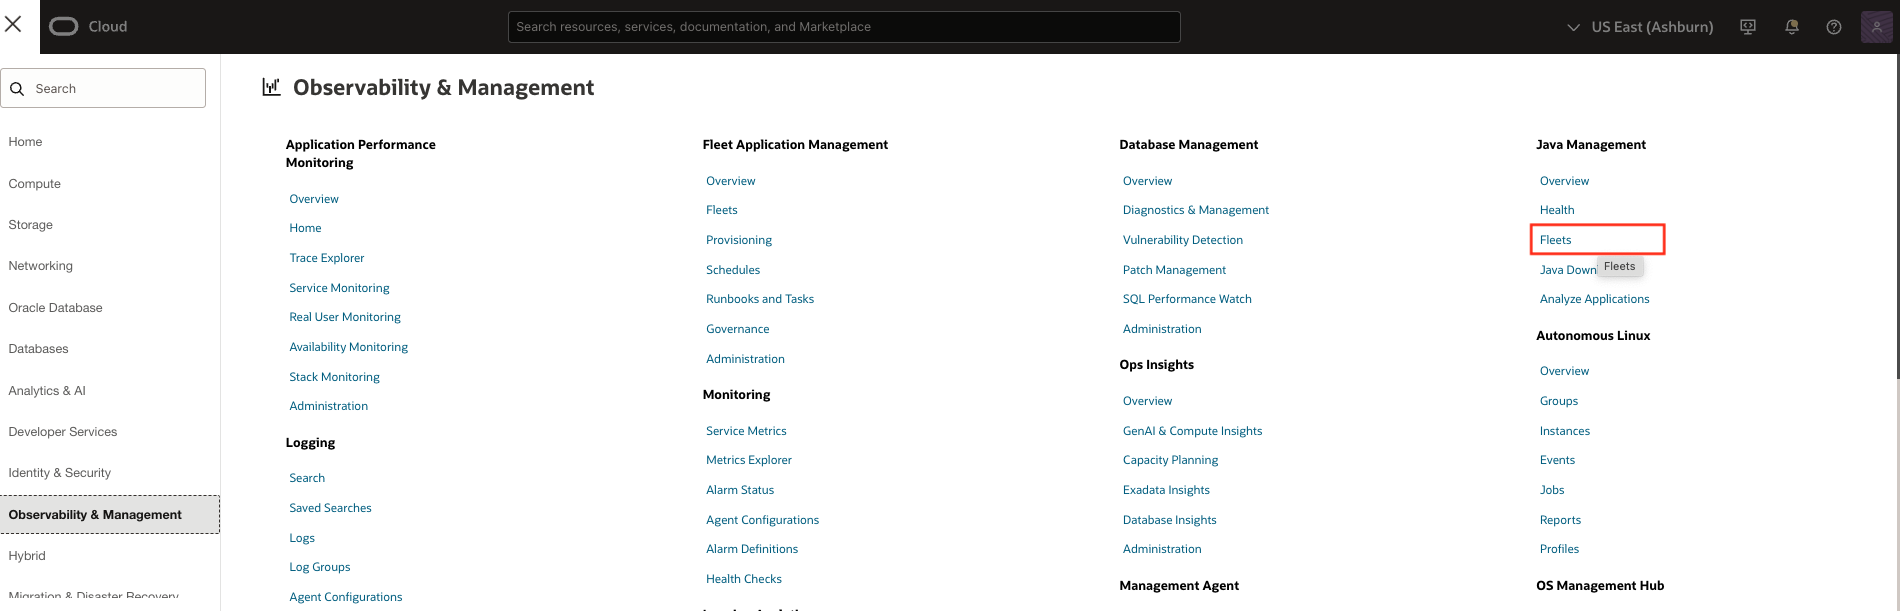 Cloud
Search resources, services, documentation, and Marketplace
US East (Ashburn)
Search
Home
Compute
Storage
Networking
Oracle Database
Databases
Analytics & AI
Developer Services
Identity & Security
Observability & Management
Hybrid
Migration & Disaster Recovery
Observability & Management
Application Performance
Monitoring
Overview
Home
Trace Explorer
Service Monitoring
Real User Monitoring
Availability Monitoring
Stack Monitoring
Administration
Logging
Search
Saved Searches
Logs
Log Groups
Agent Configurations
Fleet Application Management
Overview
Fleets
Provisioning
Schedules
Runbooks and Tasks
Governance
Administration
Monitoring
Service Metrics
Metrics Explorer
Alarm Status
Agent Configurations
Alarm Definitions
Health Checks
Database Management
Overview
Diagnostics & Management
Vulnerability Detection
Patch Management
SQL Performance Watch
Administration
Ops Insights
Overview
GenAI & Compute Insights
Capacity Planning
Exadata Insights
Database Insights
Administration
Management Agent
Java Management
Overview
Health
Fleets
Java Down
Fleets
Analyze Applications
Autonomous Linux
Overview
Groups
Instances
Events
Jobs
Reports
Profiles
OS Management Hub